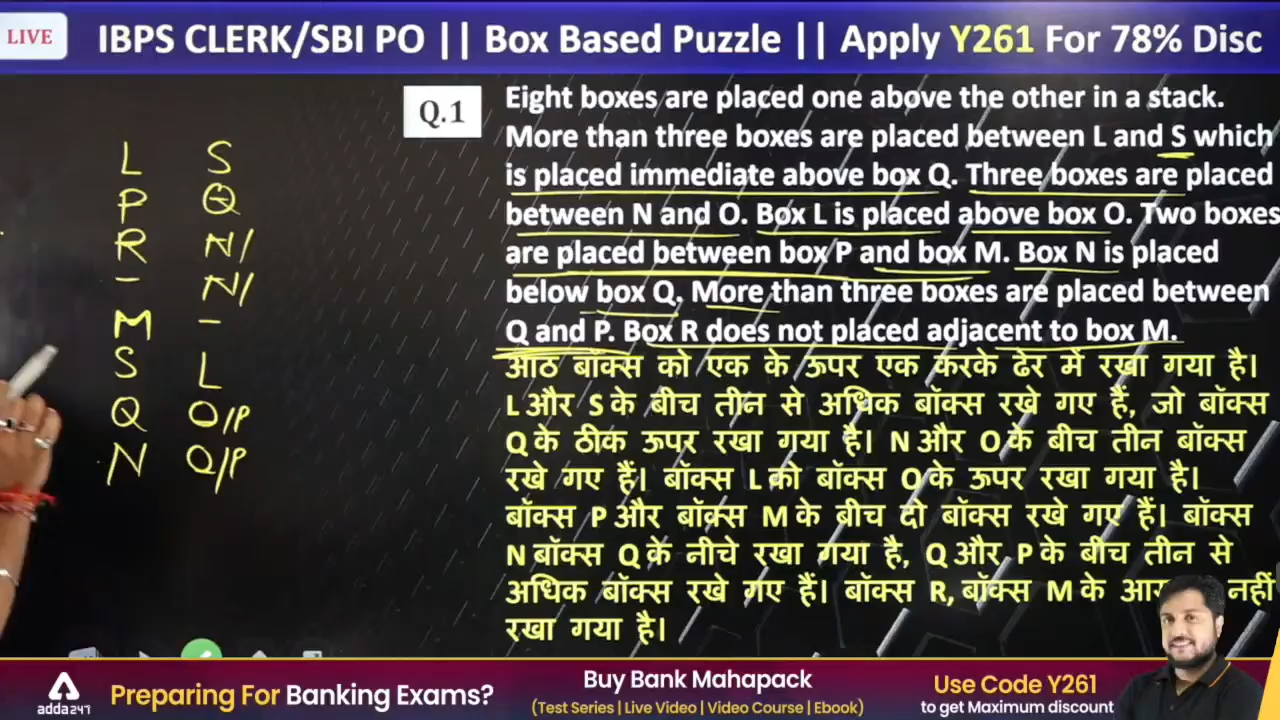 LIVE
IBPS CLERK/SBI PO || Box Based Puzzle || Apply Y261 For 78% Disc
Q.1
Eight boxes are placed one above the other in a stack.
More than three boxes are placed between L and S which
is placed immediate above box Q. Three boxes are placed
between N and O. Box L is placed above box O. Two boxes
are placed between box P and box M. Box N is placed
below box Q. More than three boxes are placed between
Q and P. Box R does not placed adjacent to box M.
आठ बॉक्स को एक के ऊपर एक करके ढेर में रखा गया है।
L और S के बीच तीन से अधिक बॉक्स रखे गए हैं, जो बॉक्स
Q के ठीक ऊपर रखा गया है। N और O के बीच तीन बॉक्स
रखे गए हैं। बॉक्स L को बॉक्स O के ऊपर रखा गया है।
बॉक्स P और बॉक्स M के बीच दो बॉक्स रखे गए हैं। बॉक्स
N बॉक्स Q के नीचे रखा गया है, Q और P के बीच तीन से
अधिक बॉक्स रखे गए हैं। बॉक्स R, बॉक्स M के नहीं
रखा गया है।
L S
P Q
R N/
- N/
M -
S L
Q O/P
N O/P
adda247
Preparing For Banking Exams?
Buy Bank Mahapack
(Test Series | Live Video | Video Course | Ebook)
Use Code Y261
to get Maximum discount